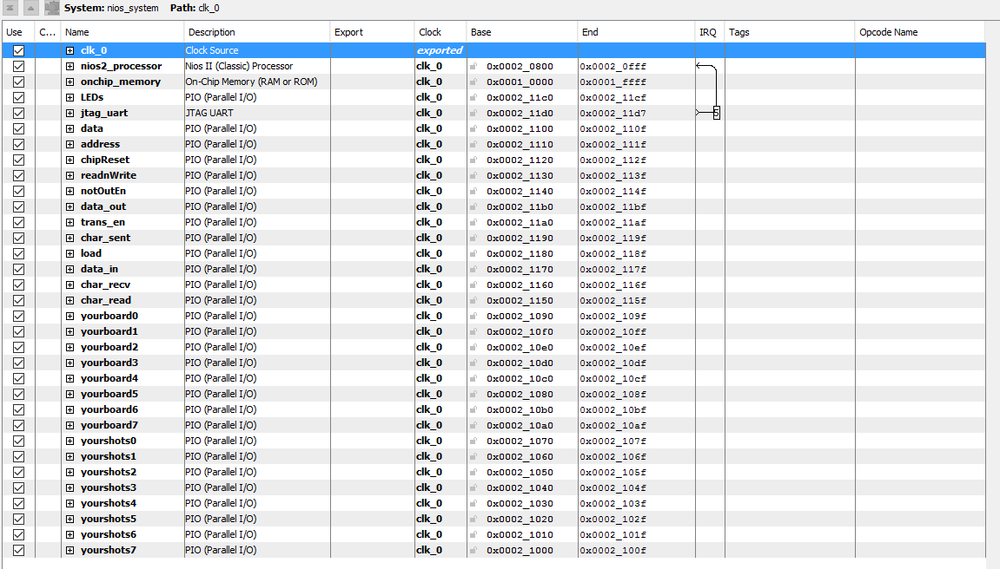 System: nios_system Path: clk_0
Use C... Name Description Export Clock Base End IRQ Tags Opcode Name
clk_0 Clock Source exported
nios2_processor Nios II (Classic) Processor clk_0 0x0002_0800 0x0002_0fff
onchip_memory On-Chip Memory (RAM or ROM) clk_0 0x0001_0000 0x0001_ffff
LEDs PIO (Parallel I/O) clk_0 0x0002_11c0 0x0002_11cf
jtag_uart JTAG UART clk_0 0x0002_11d0 0x0002_11d7 5
data PIO (Parallel I/O) clk_0 0x0002_1100 0x0002_110f
address PIO (Parallel I/O) clk_0 0x0002_1110 0x0002_111f
chipReset PIO (Parallel I/O) clk_0 0x0002_1120 0x0002_112f
readnWrite PIO (Parallel I/O) clk_0 0x0002_1130 0x0002_113f
notOutEn PIO (Parallel I/O) clk_0 0x0002_1140 0x0002_114f
data_out PIO (Parallel I/O) clk_0 0x0002_11b0 0x0002_11bf
trans_en PIO (Parallel I/O) clk_0 0x0002_11a0 0x0002_11af
char_sent PIO (Parallel I/O) clk_0 0x0002_1190 0x0002_119f
load PIO (Parallel I/O) clk_0 0x0002_1180 0x0002_118f
data_in PIO (Parallel I/O) clk_0 0x0002_1170 0x0002_117f
char_recv PIO (Parallel I/O) clk_0 0x0002_1160 0x0002_116f
char_read PIO (Parallel I/O) clk_0 0x0002_1150 0x0002_115f
yourboard0 PIO (Parallel I/O) clk_0 0x0002_1090 0x0002_109f
yourboard1 PIO (Parallel I/O) clk_0 0x0002_10f0 0x0002_10ff
yourboard2 PIO (Parallel I/O) clk_0 0x0002_10e0 0x0002_10ef
yourboard3 PIO (Parallel I/O) clk_0 0x0002_10d0 0x0002_10df
yourboard4 PIO (Parallel I/O) clk_0 0x0002_10c0 0x0002_10cf
yourboard5 PIO (Parallel I/O) clk_0 0x0002_1080 0x0002_108f
yourboard6 PIO (Parallel I/O) clk_0 0x0002_10b0 0x0002_10bf
yourboard7 PIO (Parallel I/O) clk_0 0x0002_10a0 0x0002_10af
yourshots0 PIO (Parallel I/O) clk_0 0x0002_1070 0x0002_107f
yourshots1 PIO (Parallel I/O) clk_0 0x0002_1060 0x0002_106f
yourshots2 PIO (Parallel I/O) clk_0 0x0002_1050 0x0002_105f
yourshots3 PIO (Parallel I/O) clk_0 0x0002_1040 0x0002_104f
yourshots4 PIO (Parallel I/O) clk_0 0x0002_1030 0x0002_103f
yourshots5 PIO (Parallel I/O) clk_0 0x0002_1020 0x0002_102f
yourshots6 PIO (Parallel I/O) clk_0 0x0002_1010 0x0002_101f
yourshots7 PIO (Parallel I/O) clk_0 0x0002_1000 0x0002_100f